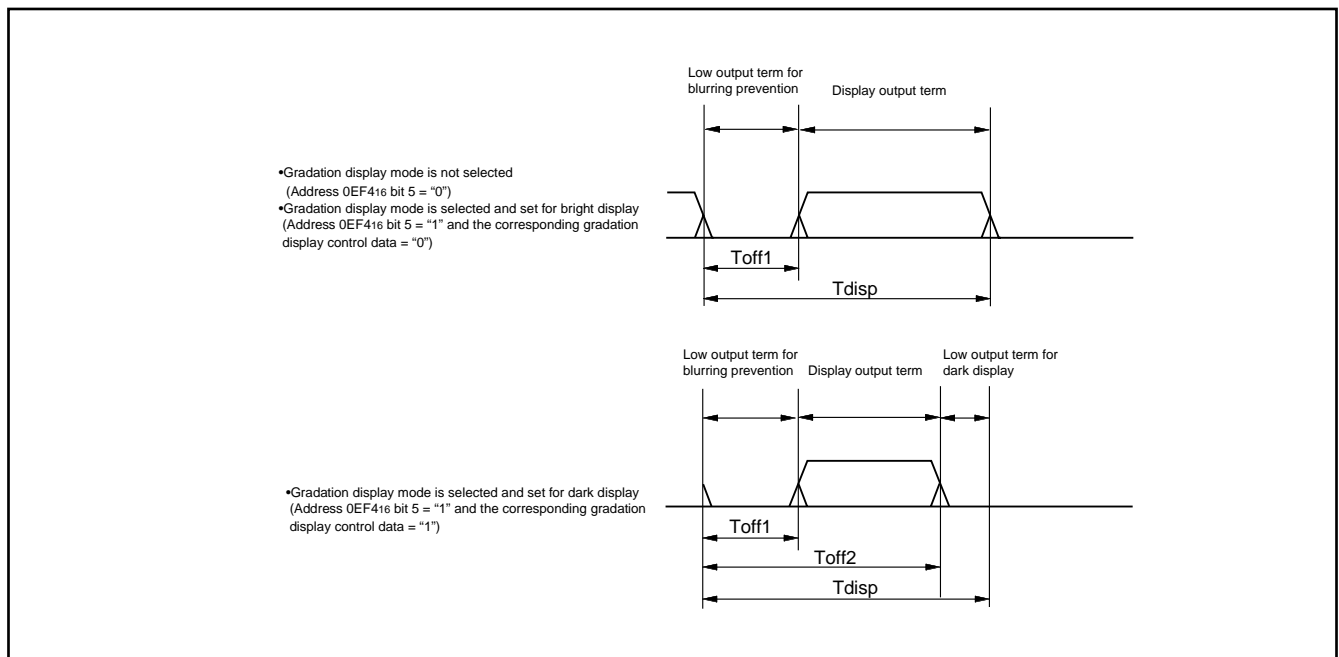 Low output term for
blurring prevention
Display output term
•Gradation display mode is not selected
(Address 0EF416 bit 5 = “0”)
•Gradation display mode is selected and set for bright display
(Address 0EF416 bit 5 = “1” and the corresponding gradation
display control data = “0”)
Toff1
Tdisp
Low output term for
blurring prevention
Display output term
Low output term for
dark display
•Gradation display mode is selected and set for dark display
(Address 0EF416 bit 5 = “1” and the corresponding gradation
display control data = “1”)
Toff1
Toff2
Tdisp